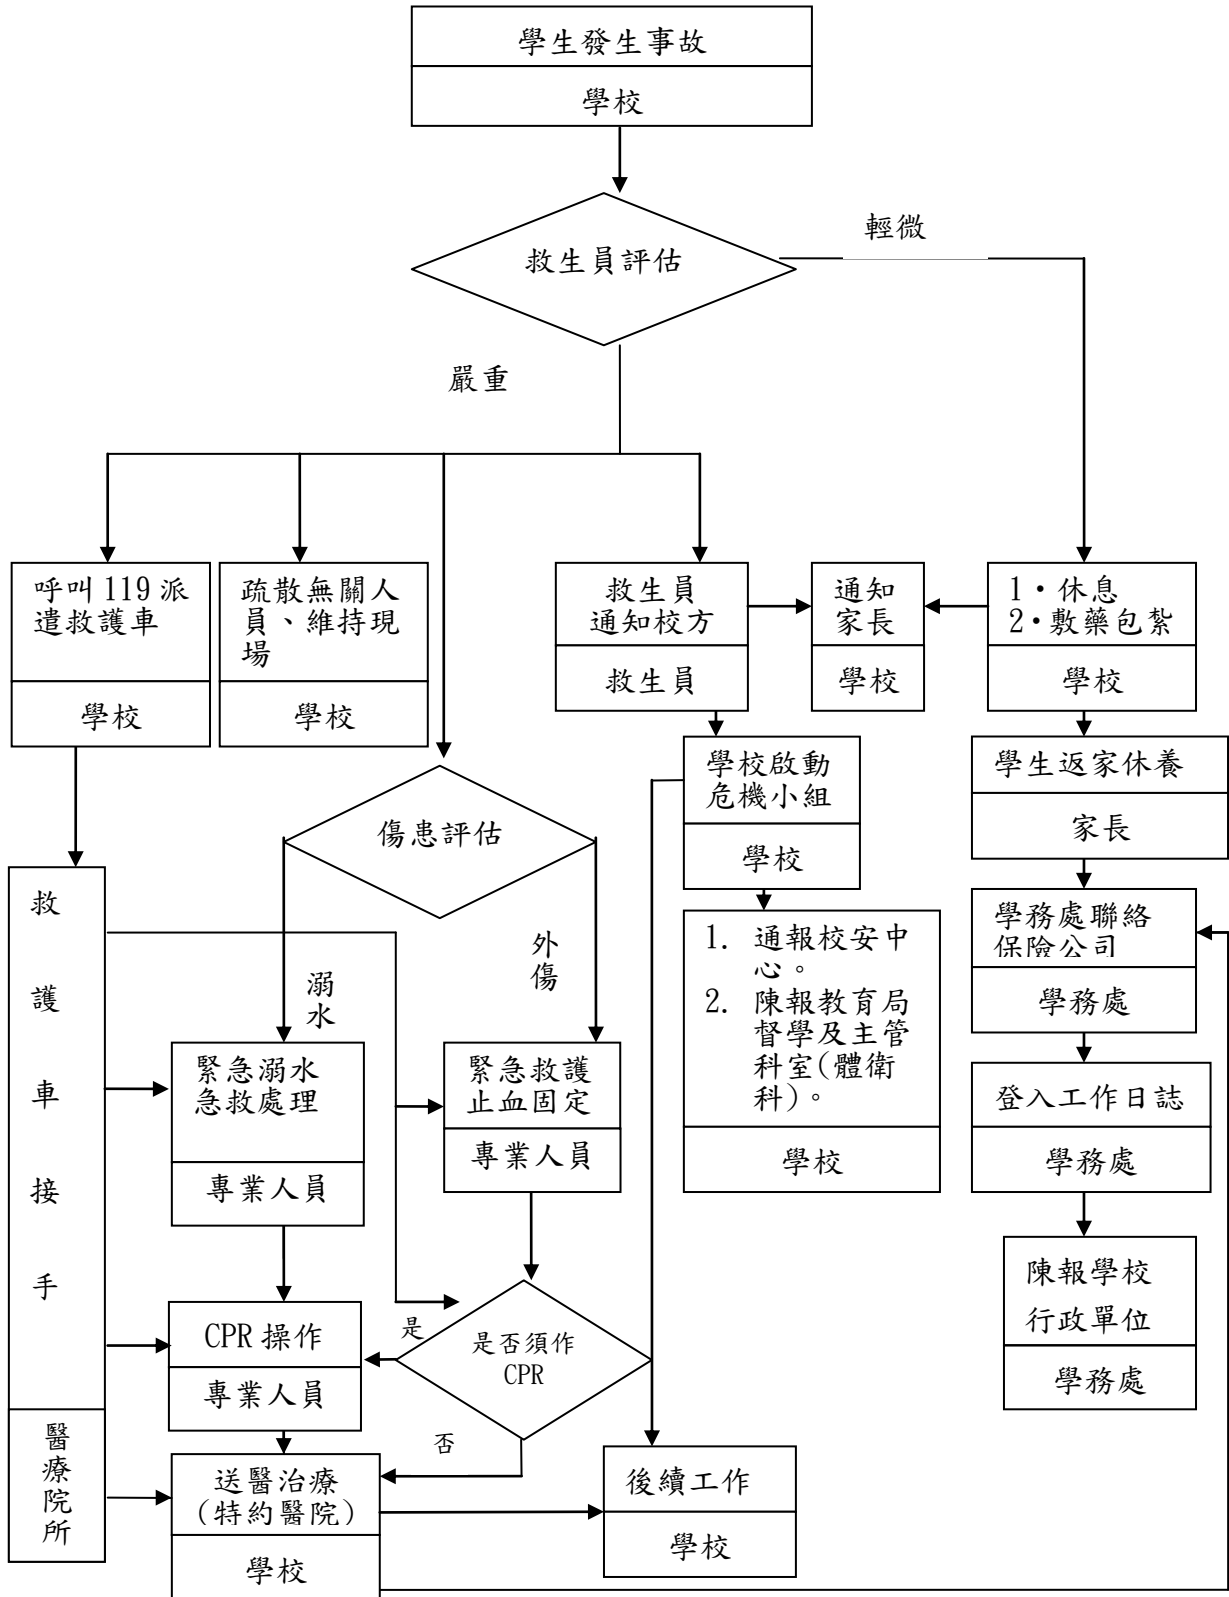 學生發生事故
學校
救生員評估
輕微
嚴重
呼叫 119 派
遣救護車
學校
疏散無關人
員、維持現
場
學校
救生員
通知校方
救生員
通知
家長
學校
1・休息
2・敷藥包紮
學校
學校啟動
危機小組
學校
學生返家休養
家長
傷患評估
溺水
外傷
救護車接手
醫療院所
緊急溺水
急救處理
專業人員
緊急救護
止血固定
專業人員
1. 通報校安中
心。
2. 陳報教育局
督學及主管
科室(體衛
科)。
學校
學務處聯絡
保險公司
學務處
登入工作日誌
學務處
陳報學校
行政單位
學務處
CPR 操作
專業人員
是
是否須作
CPR
否
送醫治療
(特約醫院)
學校
後續工作
學校